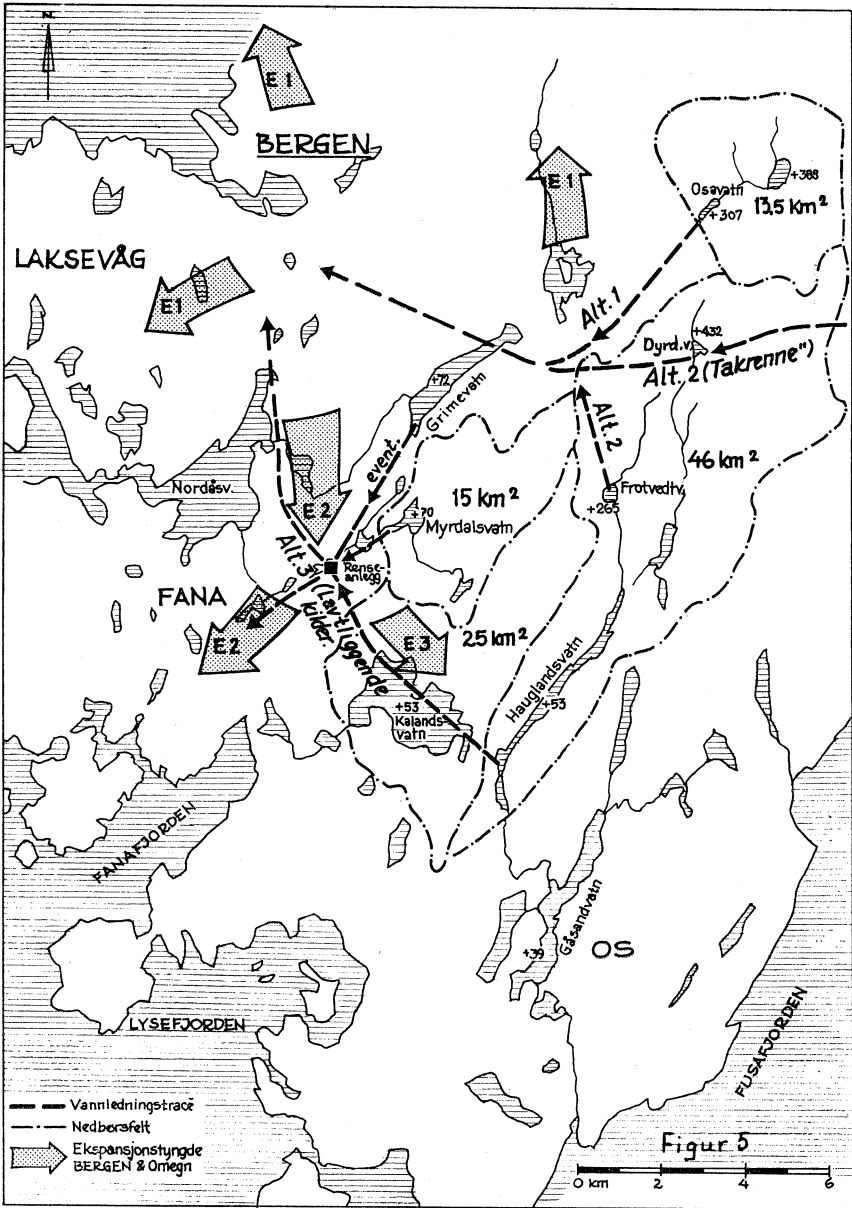 N
E1
BERGEN
E1
Osavatn
+388
+307
13,5 km²
LAKSEVÅG
E1
Alt. 1
Dyrd.v.
+432
Alt. 2 (Takrenne")
+72
Grimevatn
Alt. 2
event.
46 km²
Nordåsv.
15 km²
Frotvedtv.
+265
E2
+70
Myrdalsvatn
Alt. 3 (Lavtliggende
kilder.
Rense-
anlegg
FANA
E2
E3
25 km²
Hauglandsvatn
+53
+53
Kalands-
vatn
FANAFJORDEN
Gåsandvatn
+39
OS
LYSEFJORDEN
FUSAFJORDEN
Vannledningstracé
Nedbørsfelt
Ekspansjonstyngde
BERGEN & Omegn
Figur 5
0 km 2 4 6